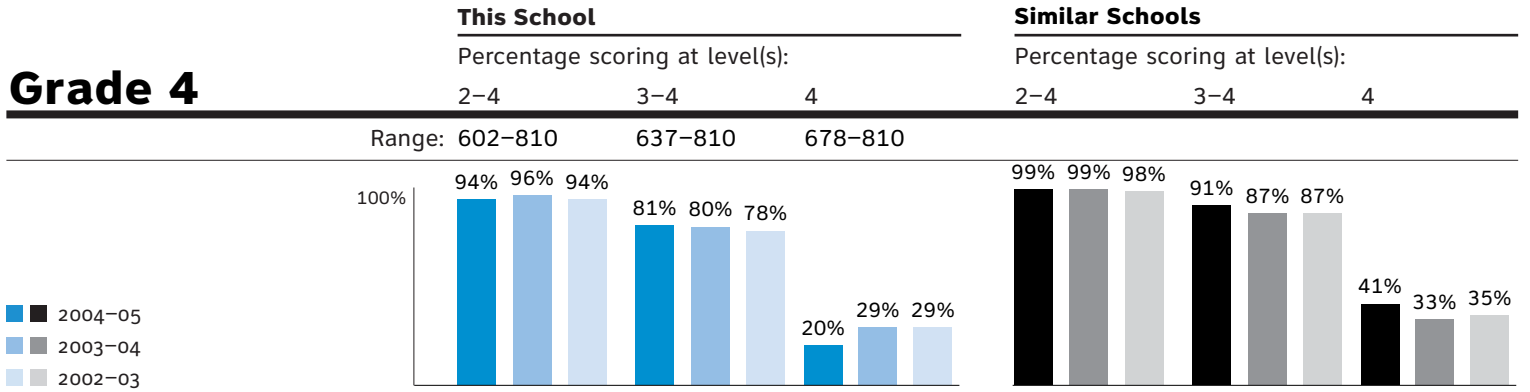 This School Similar Schools
Percentage scoring at level(s): Percentage scoring at level(s):
Grade 4 2–4 3–4 4 2–4 3–4 4
Range: 602–810 637–810 678–810
94% 96% 94% 81% 80% 78% 20% 29% 29% 99% 99% 98% 91% 87% 87% 41% 33% 35%
100%
2004–05
2003–04
2002–03